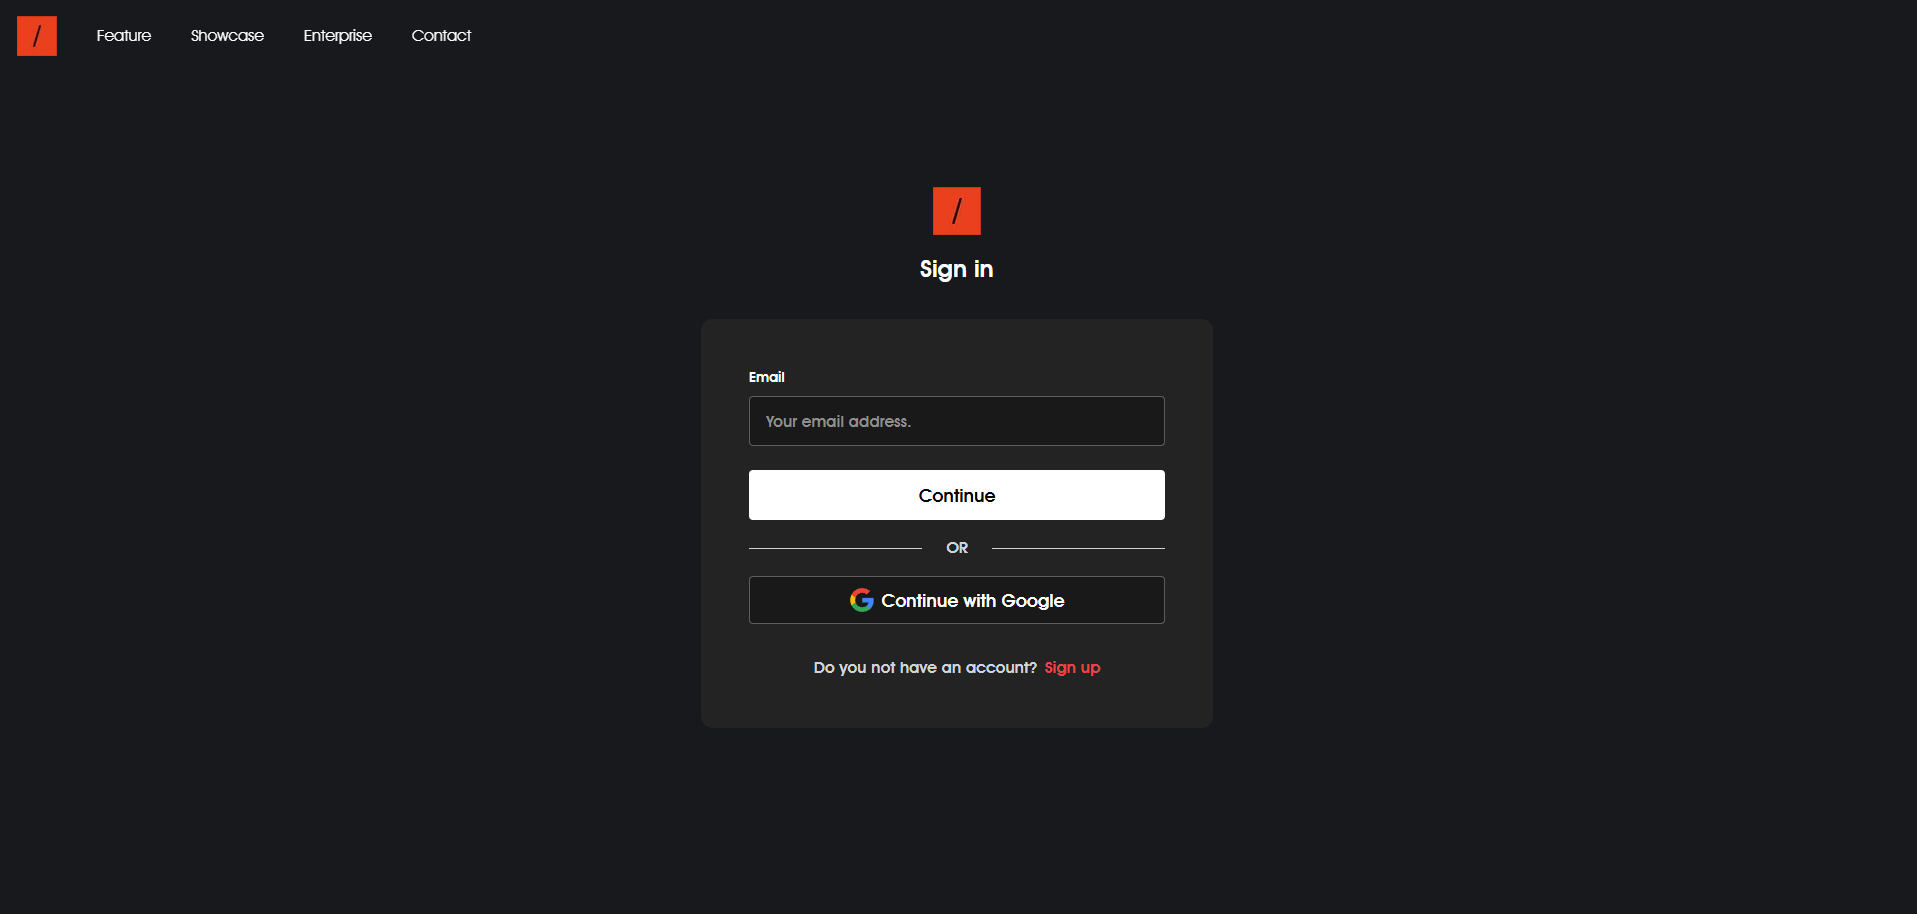 /
Feature Showcase Enterprise Contact
/
Sign in
Email
Your email address.
Continue
OR
Continue with Google
Do you not have an account? Sign up